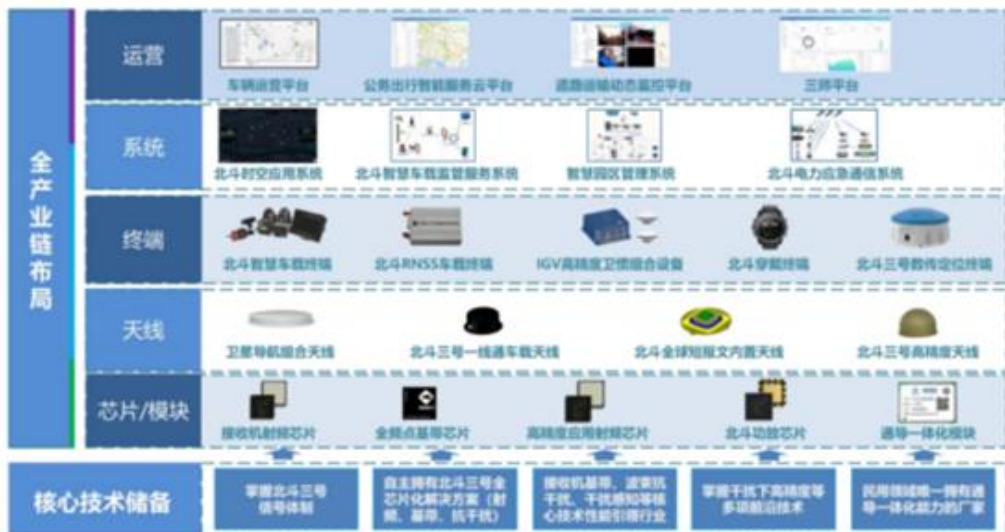 全产业链布局
运营
车辆运营平台 公务出行智能服务云平台 道路运输动态监控平台 三师平台
系统
北斗时空应用系统 北斗智慧车载监管服务系统 智慧园区管理系统 北斗电力应急通信系统
终端
北斗智慧车载终端 北斗RNSS车载终端 IGV高精度卫惯组合设备 北斗穿戴终端 北斗三号数传定位终端
天线
卫星导航组合天线 北斗三号一线通车载天线 北斗全球短报文内置天线 北斗三号高精度天线
芯片/模块
接收机射频芯片 全频点基带芯片 高精度应用射频芯片 北斗功放芯片 通导一体化模块
核心技术储备
掌握北斗三号
信号体制
自主拥有北斗三号全
芯片化解决方案（射
频、基带、抗干扰）
接收机基带、波束抗
干扰、干扰感知等核
心技术性能引领行业
掌握干扰下高精度等
多项前沿技术
民用领域唯一拥有通
导一体化能力的厂家